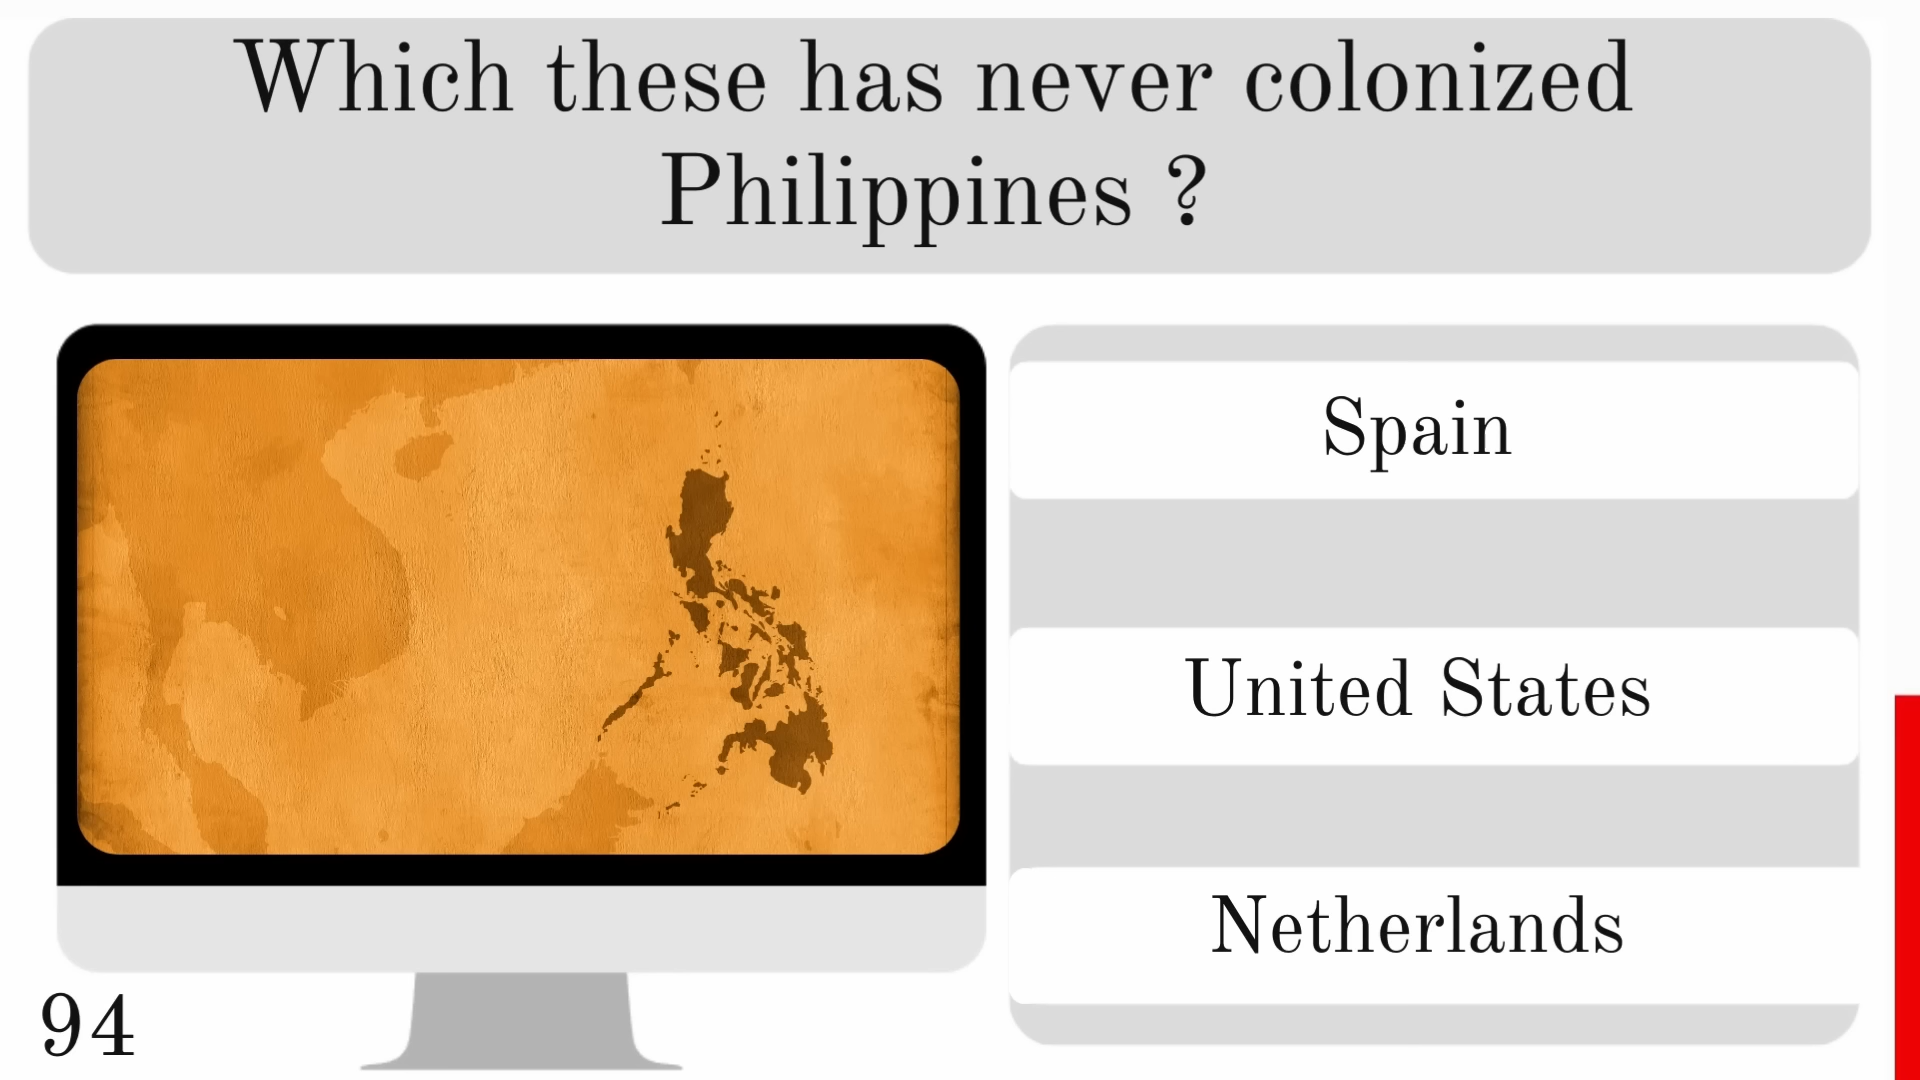 Which these has never colonized
Philippines ?
Spain
United States
Netherlands
94